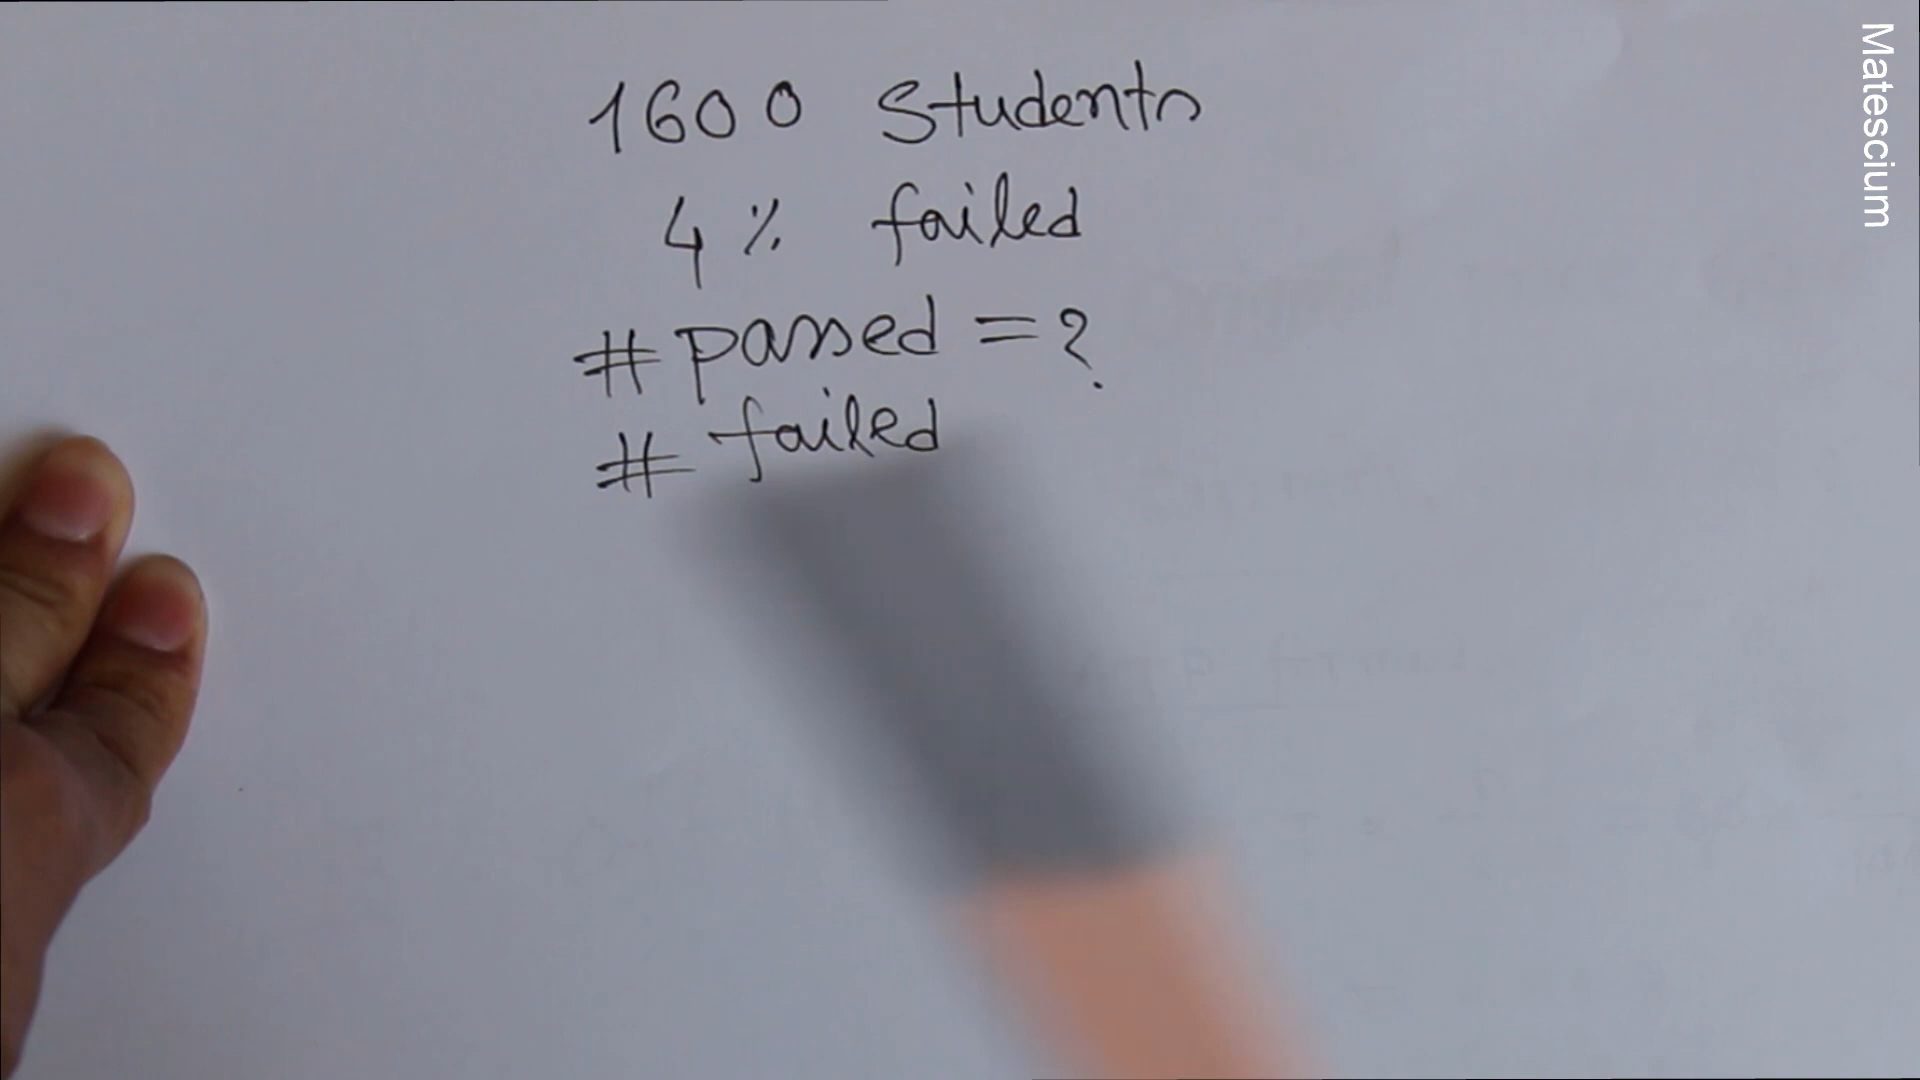 1600 Students
4 % failed
# passed = ?
# failed
Matescium